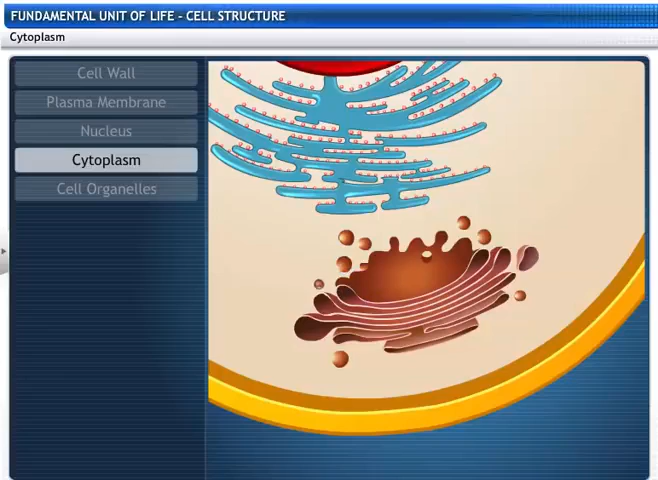 FUNDAMENTAL UNIT OF LIFE - CELL STRUCTURE
Cytoplasm
Cell Wall
Plasma Membrane
Nucleus
Cytoplasm
Cell Organelles